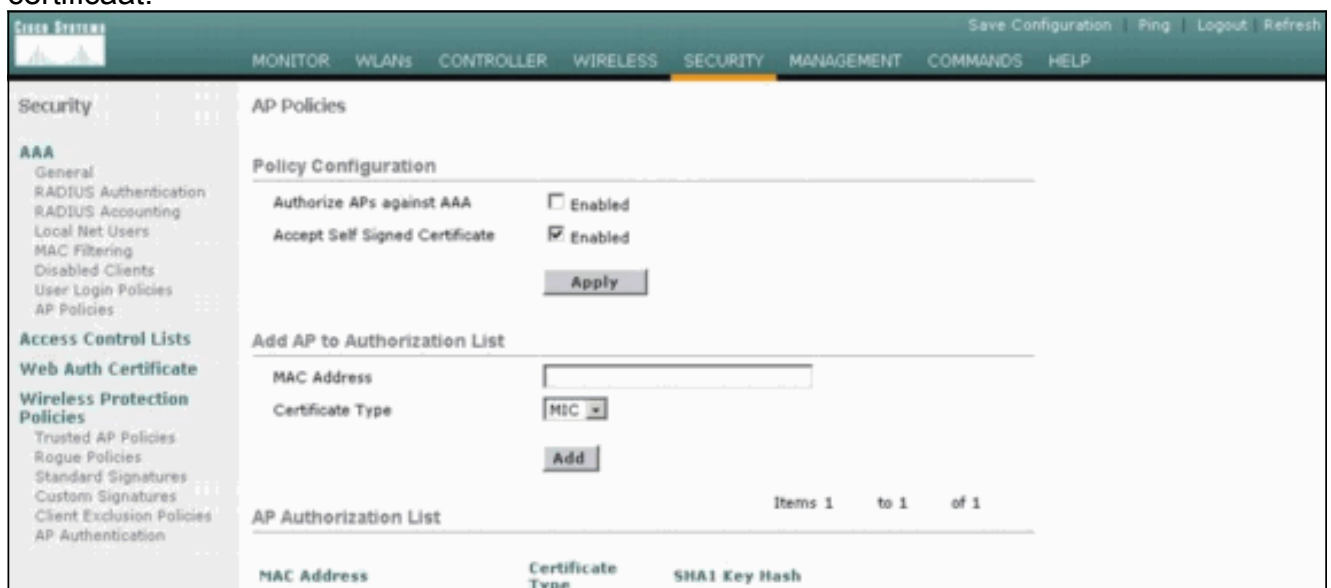 certificaat.
CISCO SYSTEMS
Save Configuration | Ping | Logout | Refresh
MONITOR WLANs CONTROLLER WIRELESS SECURITY MANAGEMENT COMMANDS HELP
Security
AAA
General
RADIUS Authentication
RADIUS Accounting
Local Net Users
MAC Filtering
Disabled Clients
User Login Policies
AP Policies
Access Control Lists
Web Auth Certificate
Wireless Protection
Policies
Trusted AP Policies
Rogue Policies
Standard Signatures
Custom Signatures
Client Exclusion Policies
AP Authentication
AP Policies
Policy Configuration
Authorize APs against AAA Enabled
Accept Self Signed Certificate Enabled
Apply
Add AP to Authorization List
MAC Address
Certificate Type MIC
Add
Items 1 to 1 of 1
AP Authorization List
MAC Address Certificate Type SHA1 Key Hash